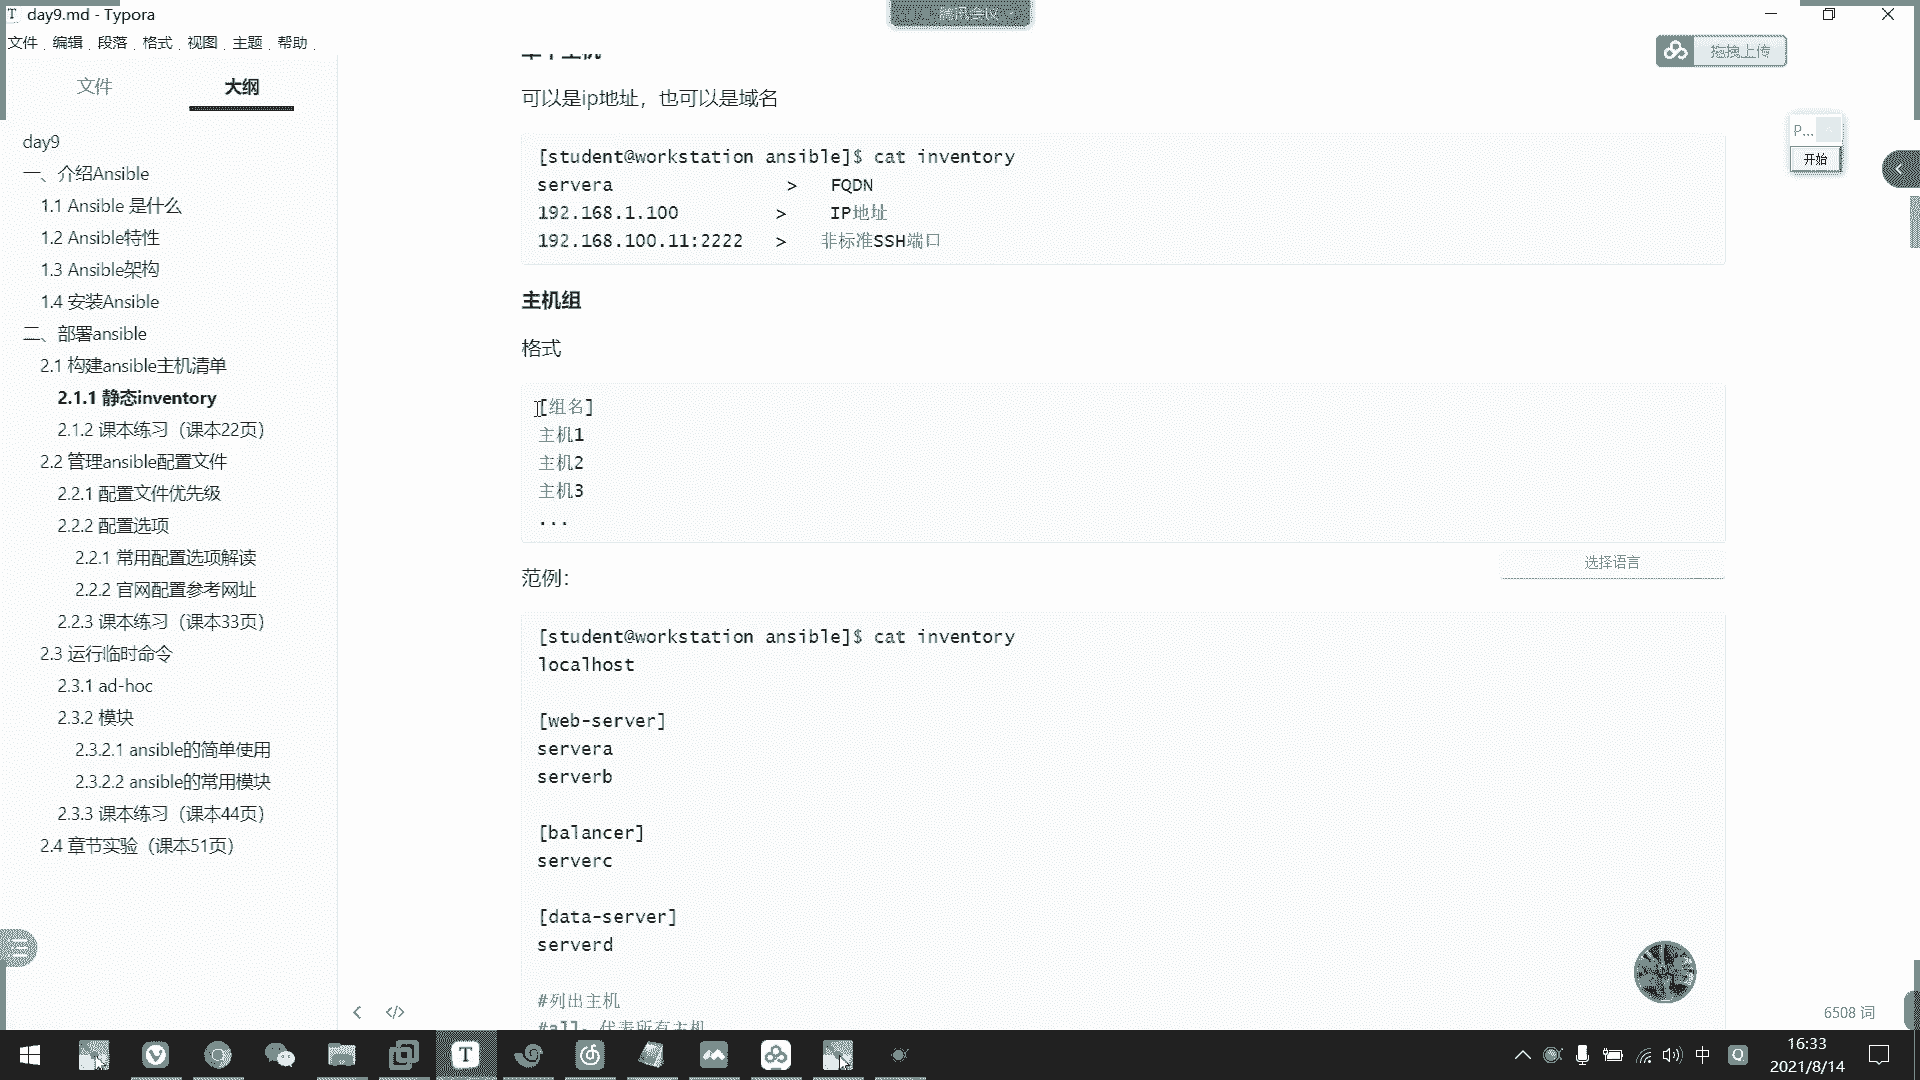 day9.md - Typora
腾讯会议
文件 编辑 段落 格式 视图 主题 帮助
拖拽上传
文件 大纲
P...
开始
day9
一、介绍Ansible
1.1 Ansible 是什么
1.2 Ansible特性
1.3 Ansible架构
1.4 安装Ansible
二、部署ansible
2.1 构建ansible主机清单
2.1.1 静态inventory
2.1.2 课本练习（课本22页）
2.2 管理ansible配置文件
2.2.1 配置文件优先级
2.2.2 配置选项
2.2.1 常用配置选项解读
2.2.2 官网配置参考网址
2.2.3 课本练习（课本33页）
2.3 运行临时命令
2.3.1 ad-hoc
2.3.2 模块
2.3.2.1 ansible的简单使用
2.3.2.2 ansible的常用模块
2.3.3 课本练习（课本44页）
2.4 章节实验（课本51页）
单个主机
可以是ip地址，也可以是域名
[student@workstation ansible]$ cat inventory
servera > FQDN
192.168.1.100 > IP地址
192.168.100.11:2222 > 非标准SSH端口
主机组
格式
[组名]
主机1
主机2
主机3
...
选择语言
范例：
[student@workstation ansible]$ cat inventory
localhost
[web-server]
servera
serverb
[balancer]
serverc
[data-server]
serverd
#列出主机
#all: 代表所有主机
6508 词
中
16:33
2021/8/14